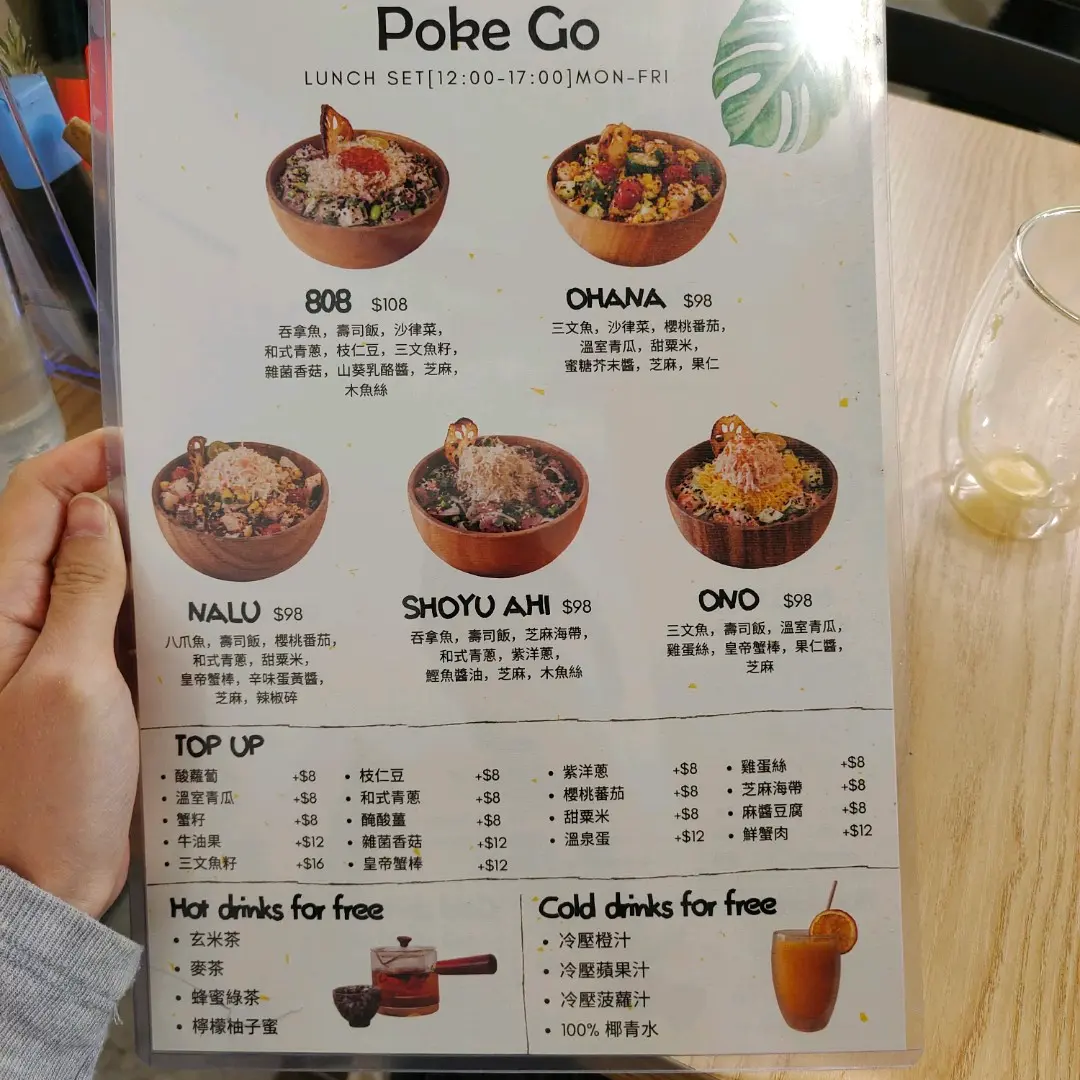 Poke Go
LUNCH SET[12:00-17:00]MON-FRI
808 $108
吞拿魚，壽司飯，沙律菜，
和式青蔥，枝仁豆，三文魚籽，
雜菌香菇，山葵乳酪醬，芝麻，
木魚絲
OHANA $98
三文魚，沙律菜，櫻桃番茄，
溫室青瓜，甜粟米，
蜜糖芥末醬，芝麻，果仁
NALU $98
八爪魚，壽司飯，櫻桃番茄，
和式青蔥，甜粟米，
皇帝蟹棒，辛味蛋黃醬，
芝麻，辣椒碎
SHOYU AHI $98
吞拿魚，壽司飯，芝麻海帶，
和式青蔥，紫洋蔥，
鰹魚醬油，芝麻，木魚絲
ONO $98
三文魚，壽司飯，溫室青瓜，
雞蛋絲，皇帝蟹棒，果仁醬，
芝麻
TOP UP
• 酸蘿蔔 +$8
• 溫室青瓜 +$8
• 蟹籽 +$8
• 牛油果 +$12
• 三文魚籽 +$16
• 枝仁豆 +$8
• 和式青蔥 +$8
• 醃酸薑 +$8
• 雜菌香菇 +$12
• 皇帝蟹棒 +$12
• 紫洋蔥 +$8
• 櫻桃蕃茄 +$8
• 甜粟米 +$8
• 溫泉蛋 +$12
• 雞蛋絲 +$8
• 芝麻海帶 +$8
• 麻醬豆腐 +$8
• 鮮蟹肉 +$12
Hot drinks for free
• 玄米茶
• 麥茶
• 蜂蜜綠茶
• 檸檬柚子蜜
Cold drinks for free
• 冷壓橙汁
• 冷壓蘋果汁
• 冷壓菠蘿汁
• 100% 椰青水